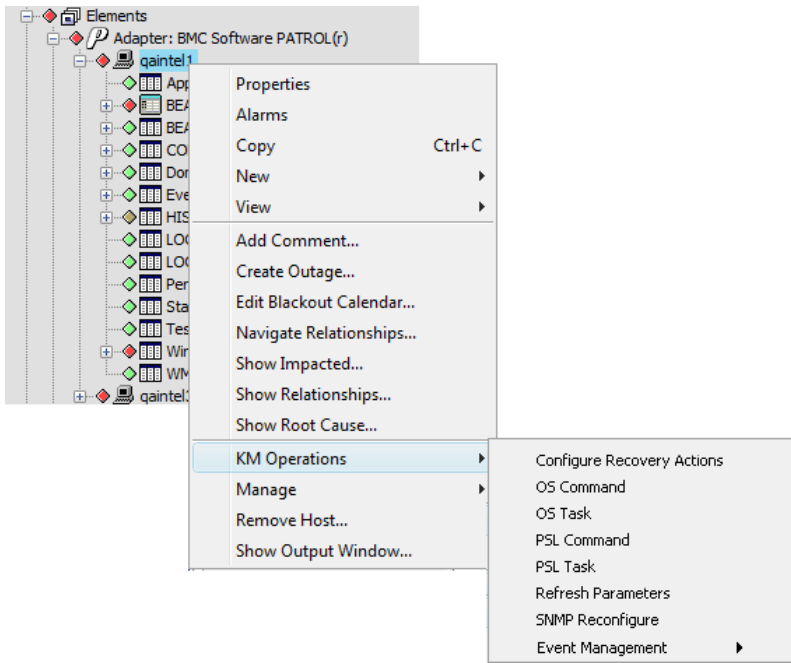 Elements
Adapter: BMC Software PATROL(r)
qaintel1
App
BEA
BEA
CO
Dor
Eve
HIS
LOG
LOG
Per
Sta
Tes
Wir
WM
qaintel
Properties
Alarms
Copy Ctrl+C
New
View
Add Comment...
Create Outage...
Edit Blackout Calendar...
Navigate Relationships...
Show Impacted...
Show Relationships...
Show Root Cause...
KM Operations
Manage
Remove Host...
Show Output Window...
Configure Recovery Actions
OS Command
OS Task
PSL Command
PSL Task
Refresh Parameters
SNMP Reconfigure
Event Management